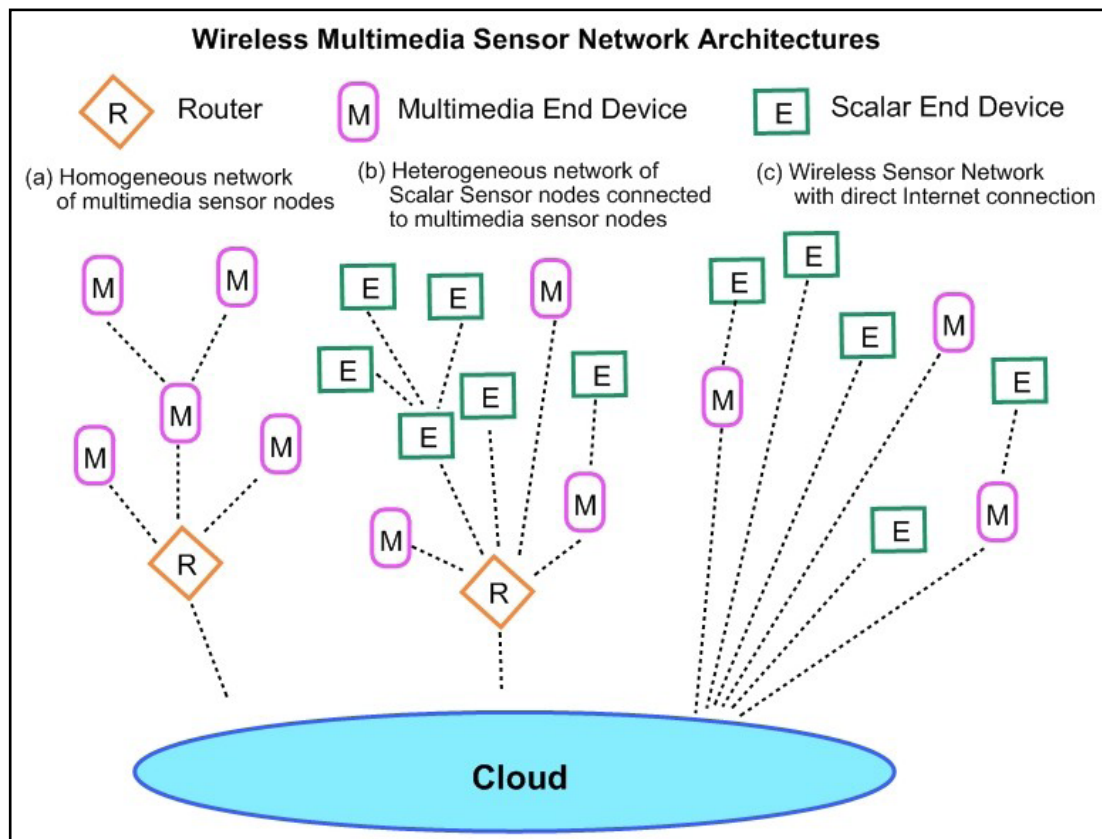 Wireless Multimedia Sensor Network Architectures
R Router
M Multimedia End Device
E Scalar End Device
(a) Homogeneous network
of multimedia sensor nodes
(b) Heterogeneous network of
Scalar Sensor nodes connected
to multimedia sensor nodes
(c) Wireless Sensor Network
with direct Internet connection
M
M
M
M
M
R
E
E
M
E
E
E
E
M
M
R
E
E
E
M
M
E
E
M
Cloud